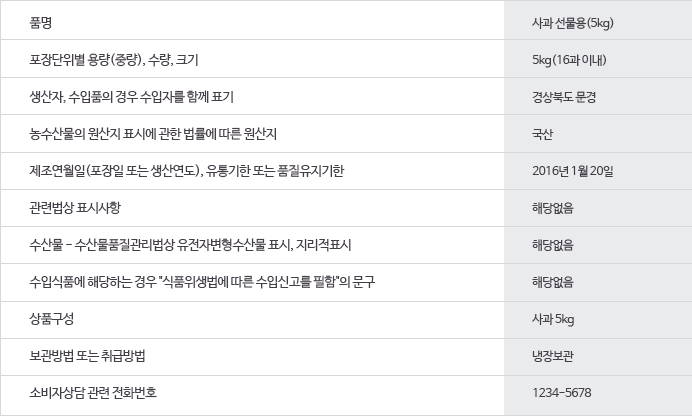 품명 사과 선물용(5kg)
포장단위별 용량(중량), 수량, 크기 5kg(16과 이내)
생산자, 수입품의 경우 수입자를 함께 표기 경상북도 문경
농수산물의 원산지 표시에 관한 법률에 따른 원산지 국산
제조연월일(포장일 또는 생산연도), 유통기한 또는 품질유지기한 2016년 1월 20일
관련법상 표시사항 해당없음
수산물 - 수산물품질관리법상 유전자변형수산물 표시, 지리적표시 해당없음
수입식품에 해당하는 경우 "식품위생법에 따른 수입신고를 필함"의 문구 해당없음
상품구성 사과 5kg
보관방법 또는 취급방법 냉장보관
소비자상담 관련 전화번호 1234-5678